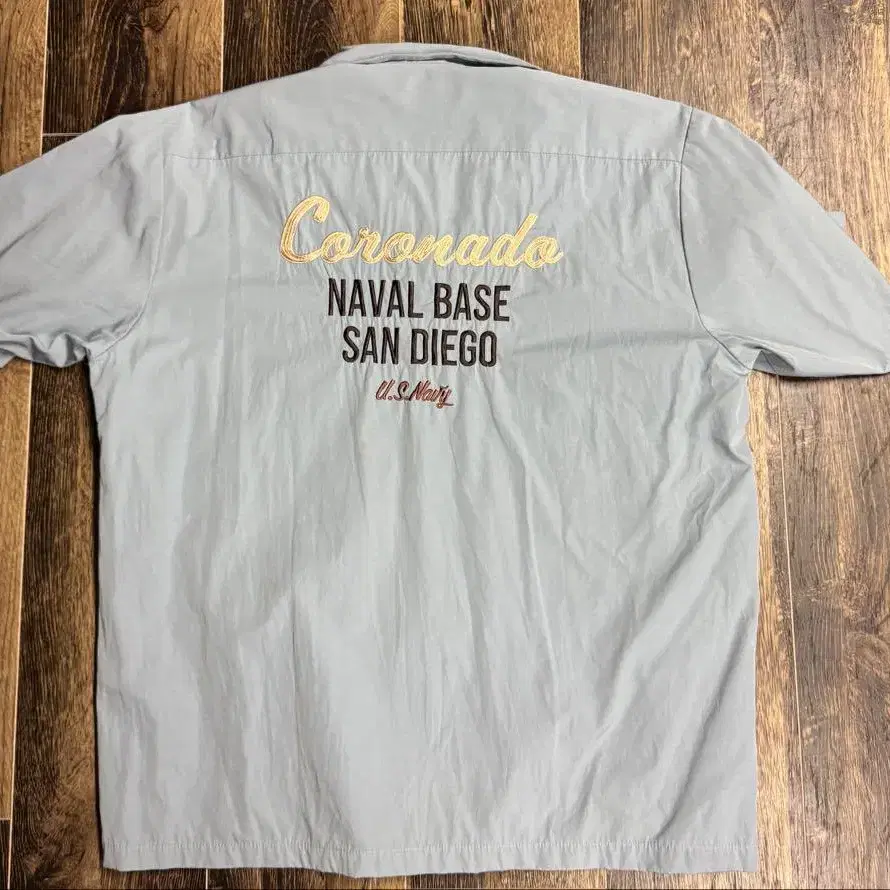 Coronado
NAVAL BASE
SAN DIEGO
U.S. Navy